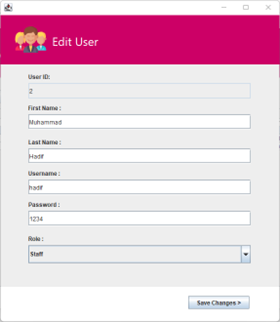 Edit User
User ID:
2
First Name :
Muhammad
Last Name :
Hadif
Username :
hadif
Password :
1234
Role :
Staff
Save Changes >